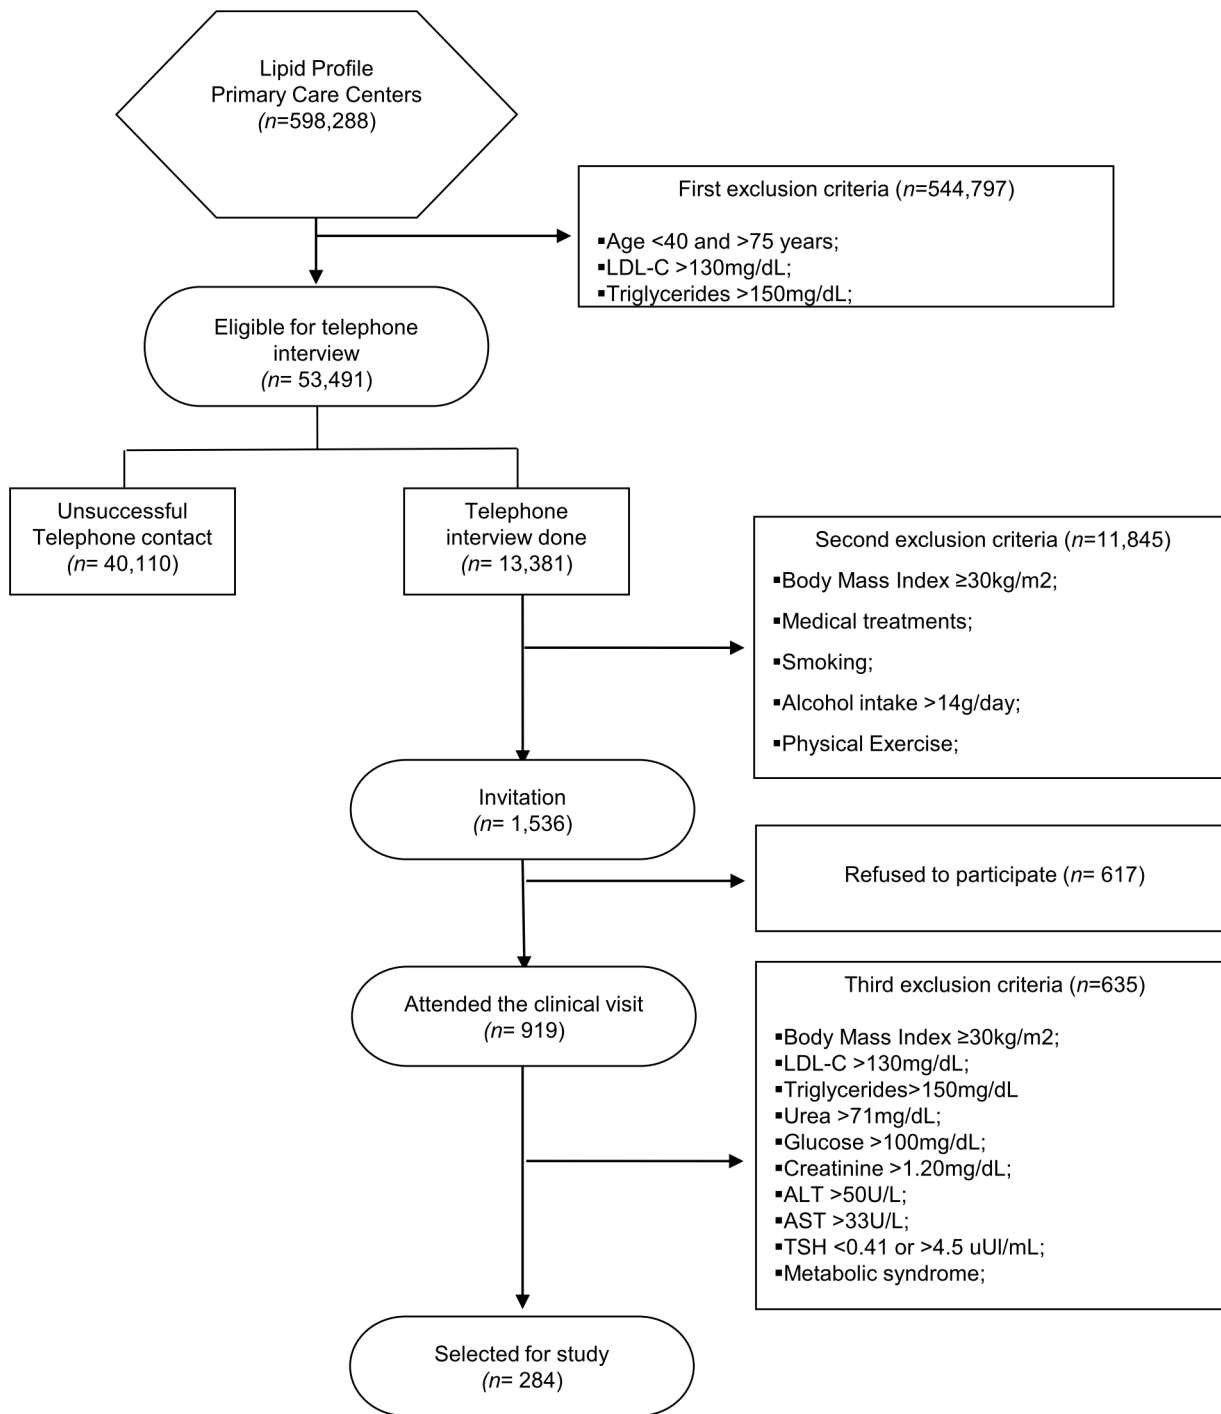 Lipid Profile
Primary Care Centers
(n=598,288)
First exclusion criteria (n=544,797)
▪Age <40 and >75 years;
▪LDL-C >130mg/dL;
▪Triglycerides >150mg/dL;
Eligible for telephone
interview
(n= 53,491)
Unsuccessful
Telephone contact
(n= 40,110)
Telephone
interview done
(n= 13,381)
Second exclusion criteria (n=11,845)
▪Body Mass Index ≥30kg/m2;
▪Medical treatments;
▪Smoking;
▪Alcohol intake >14g/day;
▪Physical Exercise;
Invitation
(n= 1,536)
Refused to participate (n= 617)
Attended the clinical visit
(n= 919)
Third exclusion criteria (n=635)
▪Body Mass Index ≥30kg/m2;
▪LDL-C >130mg/dL;
▪Triglycerides>150mg/dL
▪Urea >71mg/dL;
▪Glucose >100mg/dL;
▪Creatinine >1.20mg/dL;
▪ALT >50U/L;
▪AST >33U/L;
▪TSH <0.41 or >4.5 uUl/mL;
▪Metabolic syndrome;
Selected for study
(n= 284)